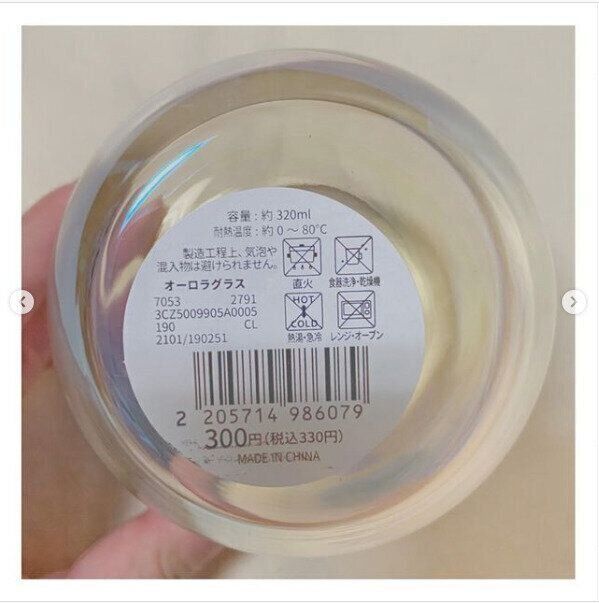 容量：約 320ml
耐熱温度：約 0 ～ 80℃
製造工程上、気泡や
混入物は避けられません。
直火
食器洗浄・乾燥機
オーロラグラス
7053 2791
3CZ5009905A0005
190 CL
2101/190251
HOT
COLD
熱湯・急冷
レンジ・オーブン
2 205714 986079
300円(税込330円)
MADE IN CHINA